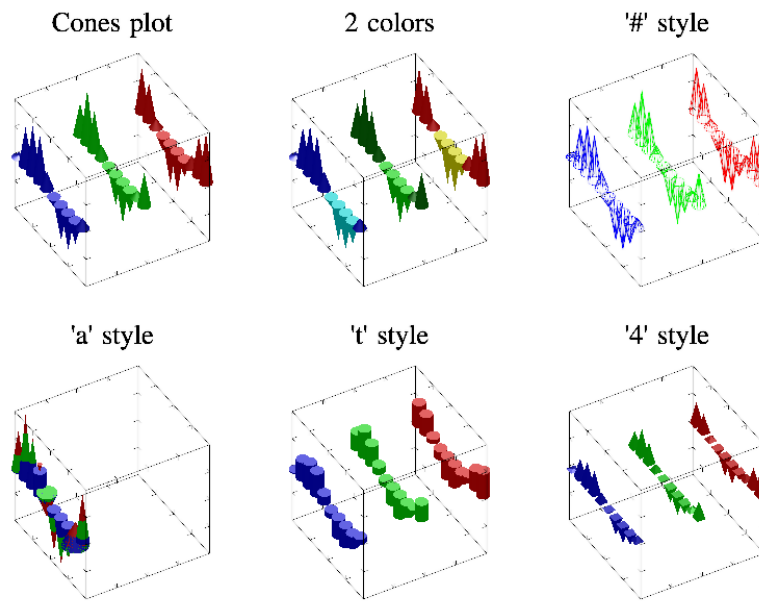 Cones plot
2 colors
'#' style
'a' style
't' style
'4' style